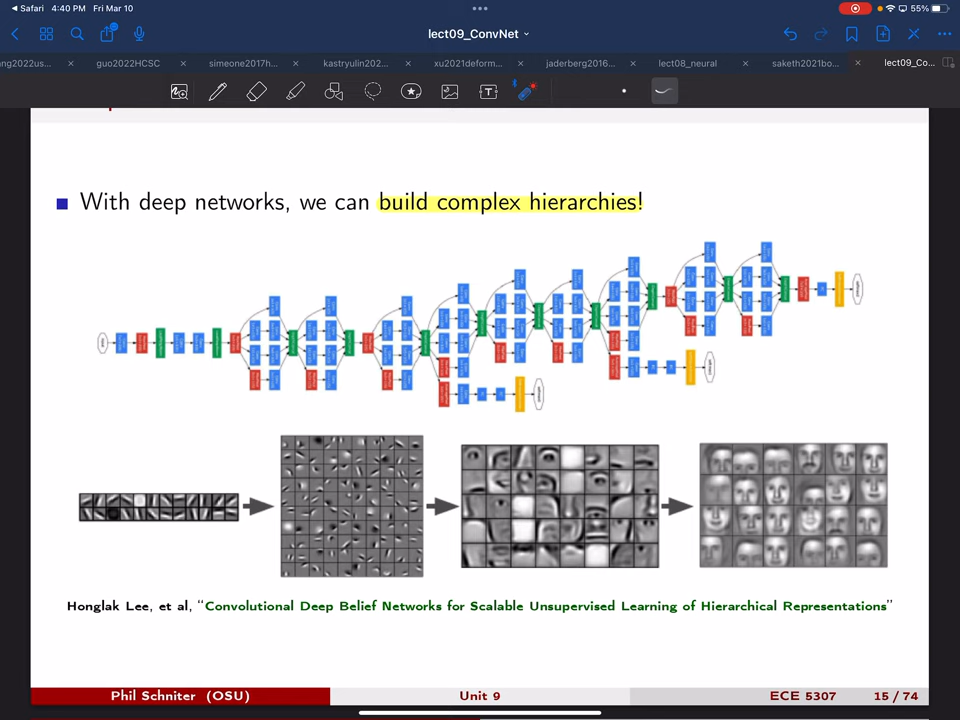 Safari 4:40 PM Fri Mar 10
55%
lect09_ConvNet
ang2022us... guo2022HCSC simeone2017h... kastryulin202... xu2021deform... jaderberg2016... lect08_neural saketh2021bo... lect09_Co...
With deep networks, we can build complex hierarchies!
Honglak Lee, et al, “Convolutional Deep Belief Networks for Scalable Unsupervised Learning of Hierarchical Representations”
Phil Schniter (OSU) Unit 9 ECE 5307 15 / 74